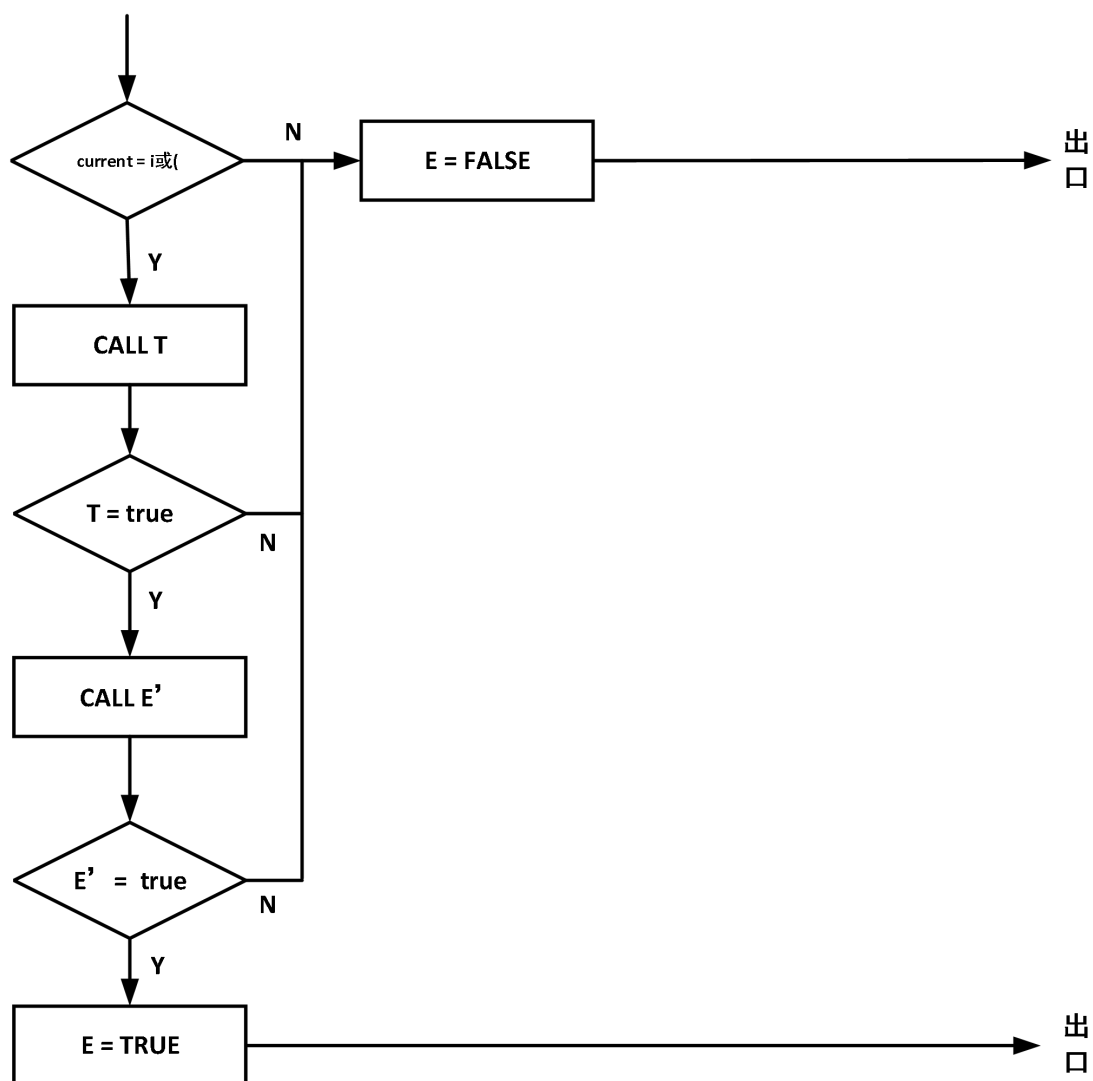 N
current = i或(
E = FALSE
出
口
Y
CALL T
T = true
N
Y
CALL E’
E’ = true
N
Y
E = TRUE
出
口